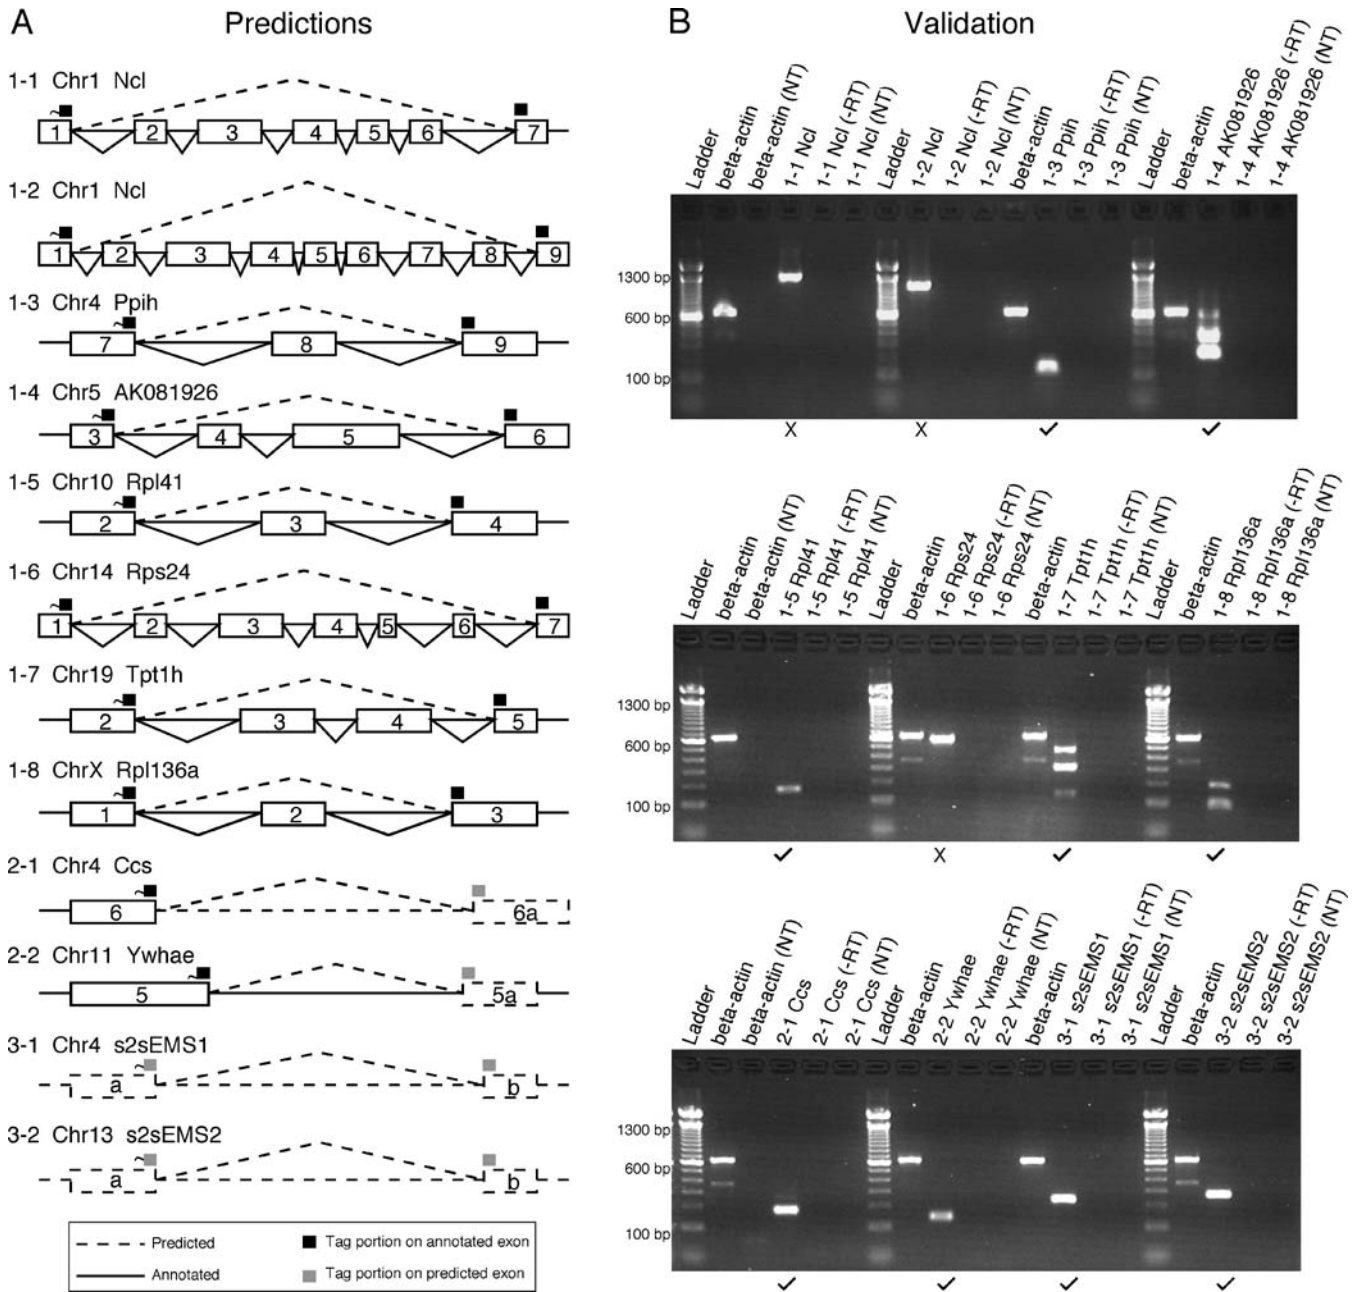 A Predictions
1-1 Chr1 Ncl
1 2 3 4 5 6 7
1-2 Chr1 Ncl
1 2 3 4 5 6 7 8 9
1-3 Chr4 Ppih
7 8 9
1-4 Chr5 AK081926
3 4 5 6
1-5 Chr10 Rpl41
2 3 4
1-6 Chr14 Rps24
1 2 3 4 5 6 7
1-7 Chr19 Tpt1h
2 3 4 5
1-8 ChrX Rpl136a
1 2 3
2-1 Chr4 Ccs
6 6a
2-2 Chr11 Ywhae
5 5a
3-1 Chr4 s2sEMS1
a b
3-2 Chr13 s2sEMS2
a b
Predicted
Annotated
Tag portion on annotated exon
Tag portion on predicted exon
B Validation
Ladder
beta-actin
beta-actin (NT)
1-1 Ncl
1-1 Ncl (-RT)
1-1 Ncl (NT)
Ladder
1-2 Ncl
1-2 Ncl (-RT)
1-2 Ncl (NT)
beta-actin
1-3 Ppih
1-3 Ppih (-RT)
1-3 Ppih (NT)
Ladder
beta-actin
1-4 AK081926
1-4 AK081926 (-RT)
1-4 AK081926 (NT)
1300 bp
600 bp
100 bp
X X ✓ ✓
Ladder
beta-actin
beta-actin (NT)
1-5 Rpl41
1-5 Rpl41 (-RT)
1-5 Rpl41 (NT)
Ladder
beta-actin
1-6 Rps24
1-6 Rps24 (-RT)
1-6 Rps24 (NT)
beta-actin
1-7 Tpt1h
1-7 Tpt1h (-RT)
1-7 Tpt1h (NT)
Ladder
beta-actin
1-8 Rpl136a
1-8 Rpl136a (-RT)
1-8 Rpl136a (NT)
1300 bp
600 bp
100 bp
✓ X ✓ ✓
Ladder
beta-actin
beta-actin (NT)
2-1 Ccs
2-1 Ccs (-RT)
2-1 Ccs (NT)
Ladder
beta-actin
2-2 Ywhae
2-2 Ywhae (-RT)
2-2 Ywhae (NT)
beta-actin
3-1 s2sEMS1
3-1 s2sEMS1 (-RT)
3-1 s2sEMS1 (NT)
Ladder
beta-actin
3-2 s2sEMS2
3-2 s2sEMS2 (-RT)
3-2 s2sEMS2 (NT)
1300 bp
600 bp
100 bp
✓ ✓ ✓ ✓